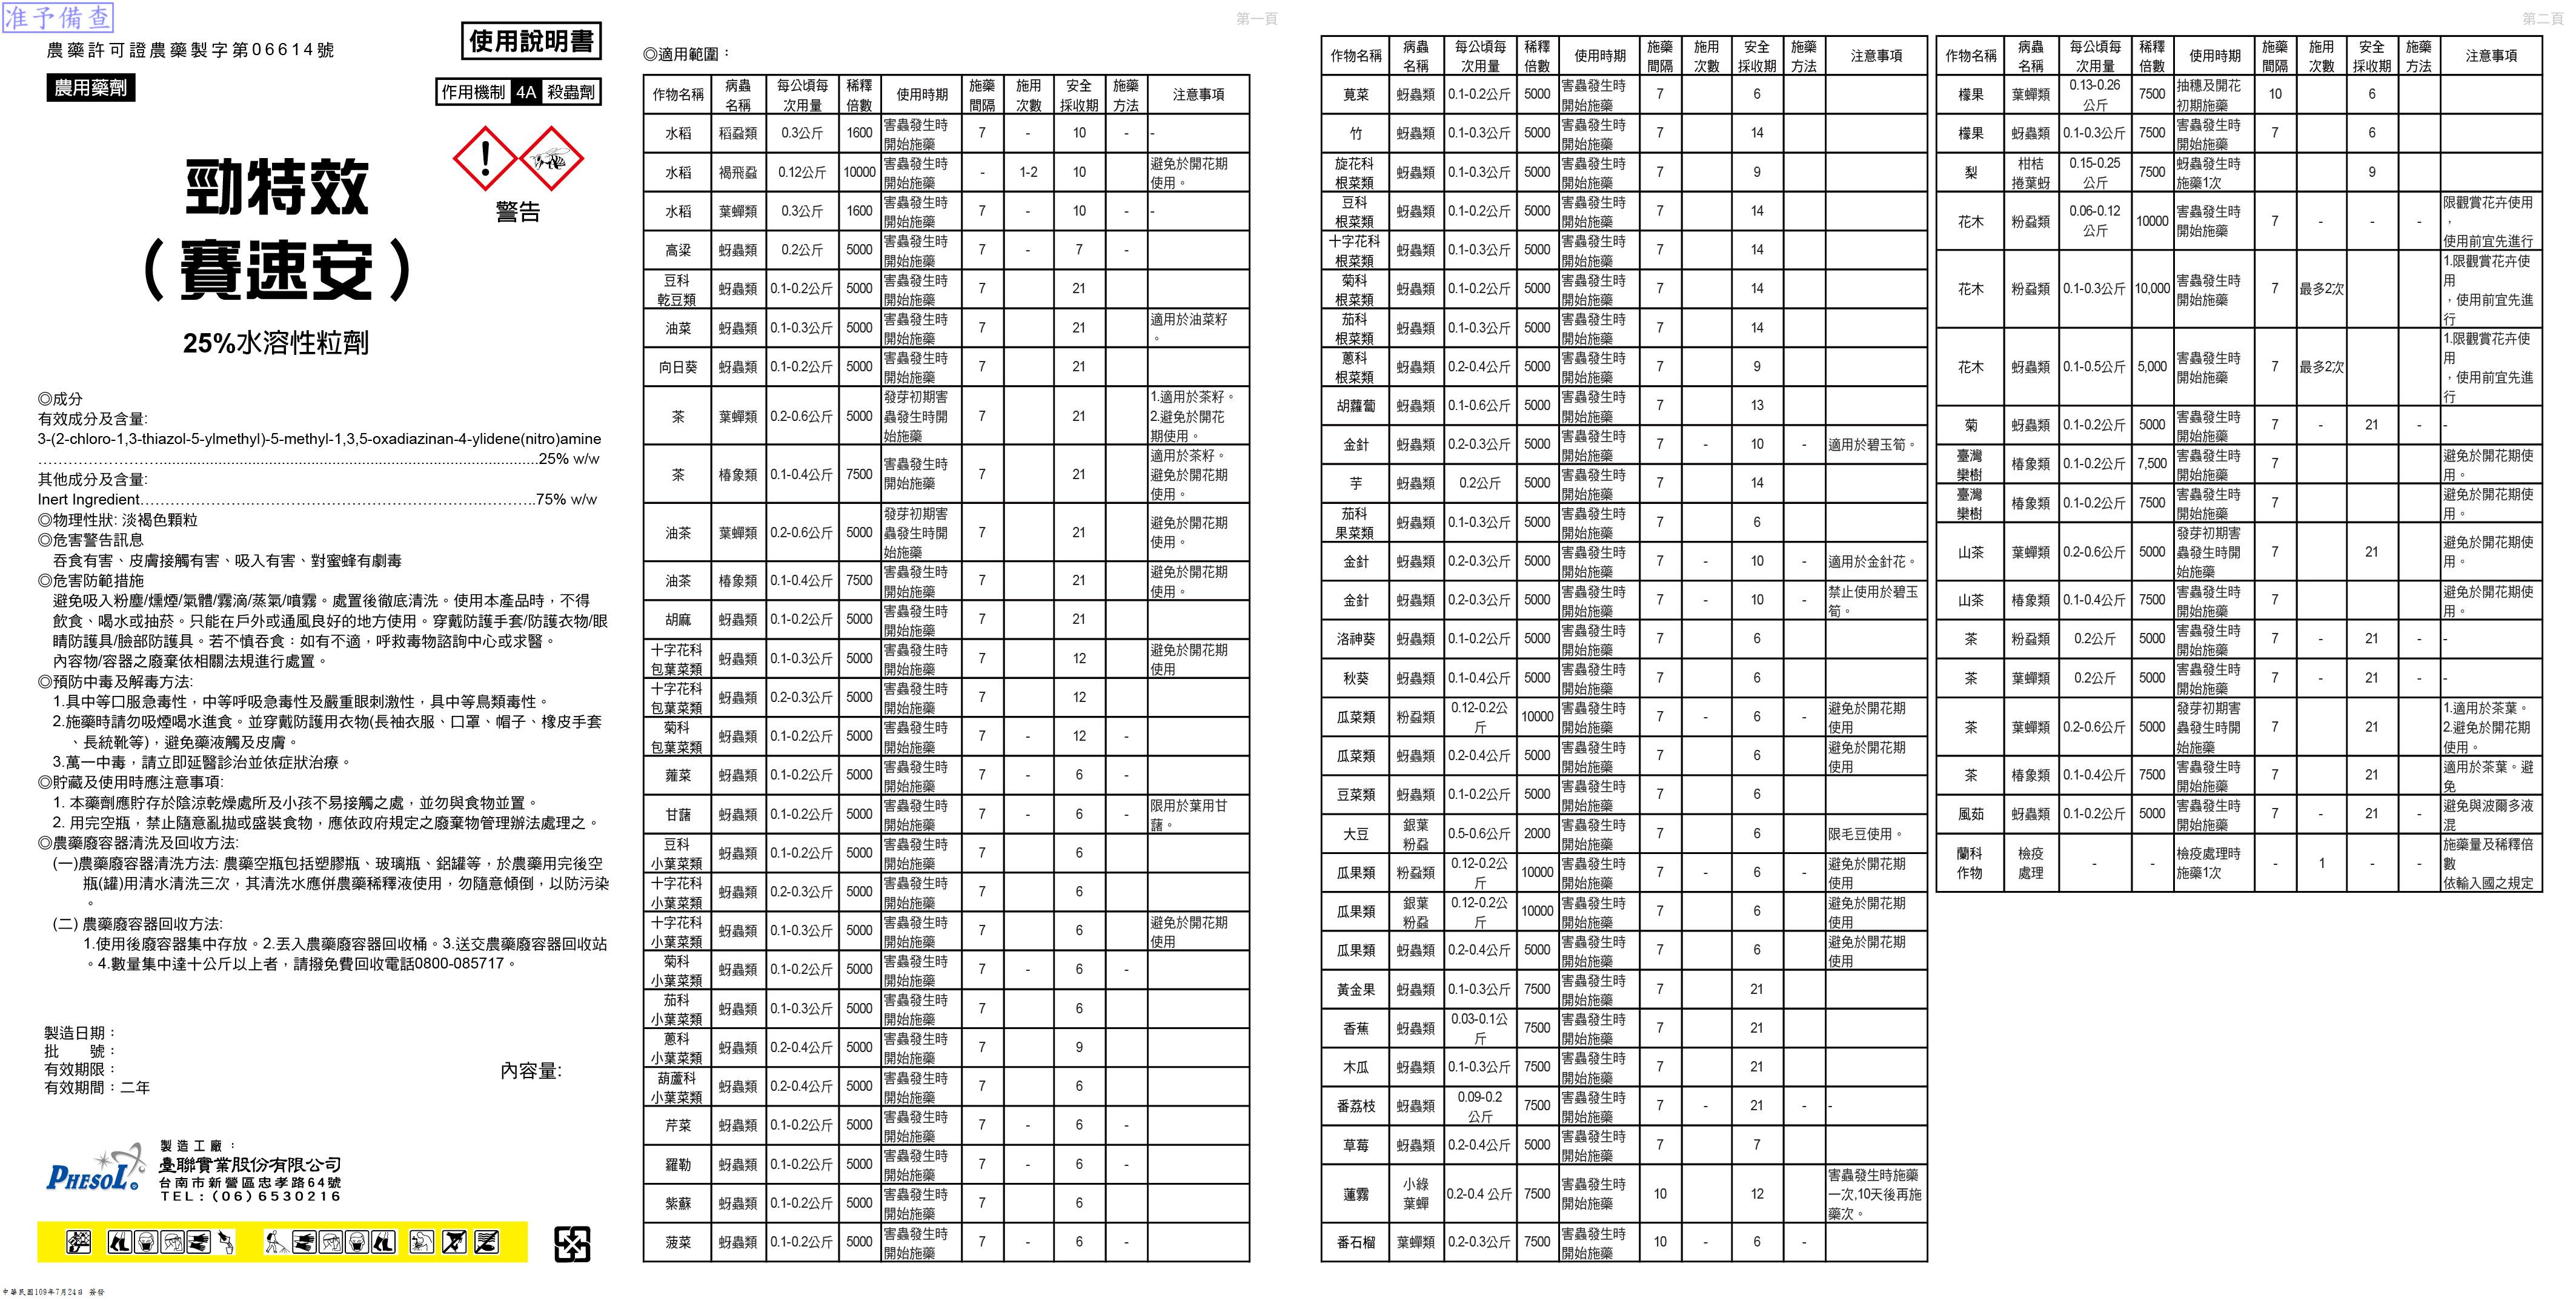 准予備查
農藥許可證農藥製字第06614號
使用說明書
農用藥劑
作用機制 4A 殺蟲劑
警告
勁特效
（賽速安）
25%水溶性粒劑
◎成分
有效成分及含量:
3-(2-chloro-1,3-thiazol-5-ylmethyl)-5-methyl-1,3,5-oxadiazinan-4-ylidene(nitro)amine
……………………...25% w/w
其他成分及含量:
Inert Ingredient……………………75% w/w
◎物理性狀: 淡褐色顆粒
◎危害警告訊息
吞食有害、皮膚接觸有害、吸入有害、對蜜蜂有劇毒
◎危害防範措施
避免吸入粉塵/燻煙/氣體/霧滴/蒸氣/噴霧。處置後徹底清洗。使用本產品時，不得
飲食、喝水或抽菸。只能在戶外或通風良好的地方使用。穿戴防護手套/防護衣物/眼
睛防護具/臉部防護具。若不慎吞食：如有不適，呼救毒物諮詢中心或求醫。
內容物/容器之廢棄依相關法規進行處置。
◎預防中毒及解毒方法:
1.具中等口服急毒性，中等呼吸急毒性及嚴重眼刺激性，具中等鳥類毒性。
2.施藥時請勿吸煙喝水進食。並穿戴防護用衣物(長袖衣服、口罩、帽子、橡皮手套
、長統靴等)，避免藥液觸及皮膚。
3.萬一中毒，請立即延醫診治並依症狀治療。
◎貯藏及使用時應注意事項:
1. 本藥劑應貯存於陰涼乾燥處所及小孩不易接觸之處，並勿與食物並置。
2. 用完空瓶，禁止隨意亂拋或盛裝食物，應依政府規定之廢棄物管理辦法處理之。
◎農藥廢容器清洗及回收方法:
(一)農藥廢容器清洗方法: 農藥空瓶包括塑膠瓶、玻璃瓶、鋁罐等，於農藥用完後空
瓶(罐)用清水清洗三次，其清洗水應併農藥稀釋液使用，勿隨意傾倒，以防污染
。
(二) 農藥廢容器回收方法:
1.使用後廢容器集中存放。2.丟入農藥廢容器回收桶。3.送交農藥廢容器回收站
。4.數量集中達十公斤以上者，請撥免費回收電話0800-085717。
製造日期：
批　　號：
有效期限：
有效期間：二年
內容量:
PHESOL
製造工廠：
臺聯實業股份有限公司
台南市新營區忠孝路64號
TEL：(06)6530216
中華民國109年7月24日 簽發
第一頁
◎適用範圍：
作物名稱 病蟲名稱 每公頃每次用量 稀釋倍數 使用時期 施藥間隔 施用次數 安全採收期 施藥方法 注意事項
水稻 稻蝨類 0.3公斤 1600 害蟲發生時開始施藥 7 - 10 - -
水稻 褐飛蝨 0.12公斤 10000 害蟲發生時開始施藥 - 1-2 10 避免於開花期使用。
水稻 葉蟬類 0.3公斤 1600 害蟲發生時開始施藥 7 - 10 - -
高粱 蚜蟲類 0.2公斤 5000 害蟲發生時開始施藥 7 - 7 -
豆科乾豆類 蚜蟲類 0.1-0.2公斤 5000 害蟲發生時開始施藥 7 21
油菜 蚜蟲類 0.1-0.3公斤 5000 害蟲發生時開始施藥 7 21 適用於油菜籽。
向日葵 蚜蟲類 0.1-0.2公斤 5000 害蟲發生時開始施藥 7 21
茶 葉蟬類 0.2-0.6公斤 5000 發芽初期害蟲發生時開始施藥 7 21 1.適用於茶籽。2.避免於開花期使用。
茶 椿象類 0.1-0.4公斤 7500 害蟲發生時開始施藥 7 21 適用於茶籽。避免於開花期使用。
油茶 葉蟬類 0.2-0.6公斤 5000 發芽初期害蟲發生時開始施藥 7 21 避免於開花期使用。
油茶 椿象類 0.1-0.4公斤 7500 害蟲發生時開始施藥 7 21 避免於開花期使用。
胡麻 蚜蟲類 0.1-0.2公斤 5000 害蟲發生時開始施藥 7 21
十字花科包葉菜類 蚜蟲類 0.1-0.3公斤 5000 害蟲發生時開始施藥 7 12 避免於開花期使用
十字花科包葉菜類 蚜蟲類 0.2-0.3公斤 5000 害蟲發生時開始施藥 7 12
菊科包葉菜類 蚜蟲類 0.1-0.2公斤 5000 害蟲發生時開始施藥 7 - 12 -
蕹菜 蚜蟲類 0.1-0.2公斤 5000 害蟲發生時開始施藥 7 - 6 -
甘藷 蚜蟲類 0.1-0.2公斤 5000 害蟲發生時開始施藥 7 - 6 - 限用於葉用甘藷。
豆科小葉菜類 蚜蟲類 0.1-0.2公斤 5000 害蟲發生時開始施藥 7 6
十字花科小葉菜類 蚜蟲類 0.2-0.3公斤 5000 害蟲發生時開始施藥 7 6
十字花科小葉菜類 蚜蟲類 0.1-0.3公斤 5000 害蟲發生時開始施藥 7 6 避免於開花期使用
菊科小葉菜類 蚜蟲類 0.1-0.2公斤 5000 害蟲發生時開始施藥 7 - 6 -
茄科小葉菜類 蚜蟲類 0.1-0.3公斤 5000 害蟲發生時開始施藥 7 6
蔥科小葉菜類 蚜蟲類 0.2-0.4公斤 5000 害蟲發生時開始施藥 7 9
葫蘆科小葉菜類 蚜蟲類 0.2-0.4公斤 5000 害蟲發生時開始施藥 7 6
芹菜 蚜蟲類 0.1-0.2公斤 5000 害蟲發生時開始施藥 7 - 6 -
羅勒 蚜蟲類 0.1-0.2公斤 5000 害蟲發生時開始施藥 7 - 6 -
紫蘇 蚜蟲類 0.1-0.2公斤 5000 害蟲發生時開始施藥 7 6
菠菜 蚜蟲類 0.1-0.2公斤 5000 害蟲發生時開始施藥 7 - 6 -
第二頁
作物名稱 病蟲名稱 每公頃每次用量 稀釋倍數 使用時期 施藥間隔 施用次數 安全採收期 施藥方法 注意事項
莧菜 蚜蟲類 0.1-0.2公斤 5000 害蟲發生時開始施藥 7 6
竹 蚜蟲類 0.1-0.3公斤 5000 害蟲發生時開始施藥 7 14
旋花科根菜類 蚜蟲類 0.1-0.3公斤 5000 害蟲發生時開始施藥 7 9
豆科根菜類 蚜蟲類 0.1-0.2公斤 5000 害蟲發生時開始施藥 7 14
十字花科根菜類 蚜蟲類 0.1-0.3公斤 5000 害蟲發生時開始施藥 7 14
菊科根菜類 蚜蟲類 0.1-0.2公斤 5000 害蟲發生時開始施藥 7 14
茄科根菜類 蚜蟲類 0.1-0.3公斤 5000 害蟲發生時開始施藥 7 14
蔥科根菜類 蚜蟲類 0.2-0.4公斤 5000 害蟲發生時開始施藥 7 9
胡蘿蔔 蚜蟲類 0.1-0.6公斤 5000 害蟲發生時開始施藥 7 13
金針 蚜蟲類 0.2-0.3公斤 5000 害蟲發生時開始施藥 7 - 10 - 適用於碧玉筍。
芋 蚜蟲類 0.2公斤 5000 害蟲發生時開始施藥 7 14
茄科果菜類 蚜蟲類 0.1-0.3公斤 5000 害蟲發生時開始施藥 7 6
金針 蚜蟲類 0.2-0.3公斤 5000 害蟲發生時開始施藥 7 - 10 - 適用於金針花。
金針 蚜蟲類 0.2-0.3公斤 5000 害蟲發生時開始施藥 7 - 10 - 禁止使用於碧玉筍。
洛神葵 蚜蟲類 0.1-0.2公斤 5000 害蟲發生時開始施藥 7 6
秋葵 蚜蟲類 0.1-0.4公斤 5000 害蟲發生時開始施藥 7 6
瓜菜類 粉蝨類 0.12-0.2公斤 10000 害蟲發生時開始施藥 7 - 6 - 避免於開花期使用
瓜菜類 蚜蟲類 0.2-0.4公斤 5000 害蟲發生時開始施藥 7 6 避免於開花期使用
豆菜類 蚜蟲類 0.1-0.2公斤 5000 害蟲發生時開始施藥 7 6
大豆 銀葉粉蝨 0.5-0.6公斤 2000 害蟲發生時開始施藥 7 6 限毛豆使用。
瓜果類 粉蝨類 0.12-0.2公斤 10000 害蟲發生時開始施藥 7 - 6 - 避免於開花期使用
瓜果類 銀葉粉蝨 0.12-0.2公斤 10000 害蟲發生時開始施藥 7 6 避免於開花期使用
瓜果類 蚜蟲類 0.2-0.4公斤 5000 害蟲發生時開始施藥 7 6 避免於開花期使用
黃金果 蚜蟲類 0.1-0.3公斤 7500 害蟲發生時開始施藥 7 21
香蕉 蚜蟲類 0.03-0.1公斤 7500 害蟲發生時開始施藥 7 21
木瓜 蚜蟲類 0.1-0.3公斤 7500 害蟲發生時開始施藥 7 21
番荔枝 蚜蟲類 0.09-0.2公斤 7500 害蟲發生時開始施藥 7 - 21 - -
草莓 蚜蟲類 0.2-0.4公斤 5000 害蟲發生時開始施藥 7 7
蓮霧 小綠葉蟬 0.2-0.4 公斤 7500 害蟲發生時開始施藥 10 12 害蟲發生時施藥一次,10天後再施藥次。
番石榴 葉蟬類 0.2-0.3公斤 7500 害蟲發生時開始施藥 10 - 6 -
作物名稱 病蟲名稱 每公頃每次用量 稀釋倍數 使用時期 施藥間隔 施用次數 安全採收期 施藥方法 注意事項
檬果 葉蟬類 0.13-0.26公斤 7500 抽穗及開花初期施藥 10 6
檬果 蚜蟲類 0.1-0.3公斤 7500 害蟲發生時開始施藥 7 6
梨 柑桔捲葉蚜 0.15-0.25公斤 7500 蚜蟲發生時施藥1次 9
花木 粉蝨類 0.06-0.12公斤 10000 害蟲發生時開始施藥 7 - - - 限觀賞花卉使用，使用前宜先進行
花木 粉蝨類 0.1-0.3公斤 10,000 害蟲發生時開始施藥 7 最多2次 1.限觀賞花卉使用，使用前宜先進行
花木 蚜蟲類 0.1-0.5公斤 5,000 害蟲發生時開始施藥 7 最多2次 1.限觀賞花卉使用，使用前宜先進行
菊 蚜蟲類 0.1-0.2公斤 5000 害蟲發生時開始施藥 7 - 21 - -
臺灣欒樹 椿象類 0.1-0.2公斤 7,500 害蟲發生時開始施藥 7 避免於開花期使用。
臺灣欒樹 椿象類 0.1-0.2公斤 7500 害蟲發生時開始施藥 7 避免於開花期使用。
山茶 葉蟬類 0.2-0.6公斤 5000 發芽初期害蟲發生時開始施藥 7 21 避免於開花期使用。
山茶 椿象類 0.1-0.4公斤 7500 害蟲發生時開始施藥 7 避免於開花期使用。
茶 粉蝨類 0.2公斤 5000 害蟲發生時開始施藥 7 - 21 - -
茶 葉蟬類 0.2公斤 5000 害蟲發生時開始施藥 7 - 21 - -
茶 葉蟬類 0.2-0.6公斤 5000 發芽初期害蟲發生時開始施藥 7 21 1.適用於茶葉。2.避免於開花期使用。
茶 椿象類 0.1-0.4公斤 7500 害蟲發生時開始施藥 7 21 適用於茶葉。避免
風茹 蚜蟲類 0.1-0.2公斤 5000 害蟲發生時開始施藥 7 - 21 - 避免與波爾多液混
蘭科作物 檢疫處理 - - 檢疫處理時施藥1次 - 1 - - 施藥量及稀釋倍數依輸入國之規定